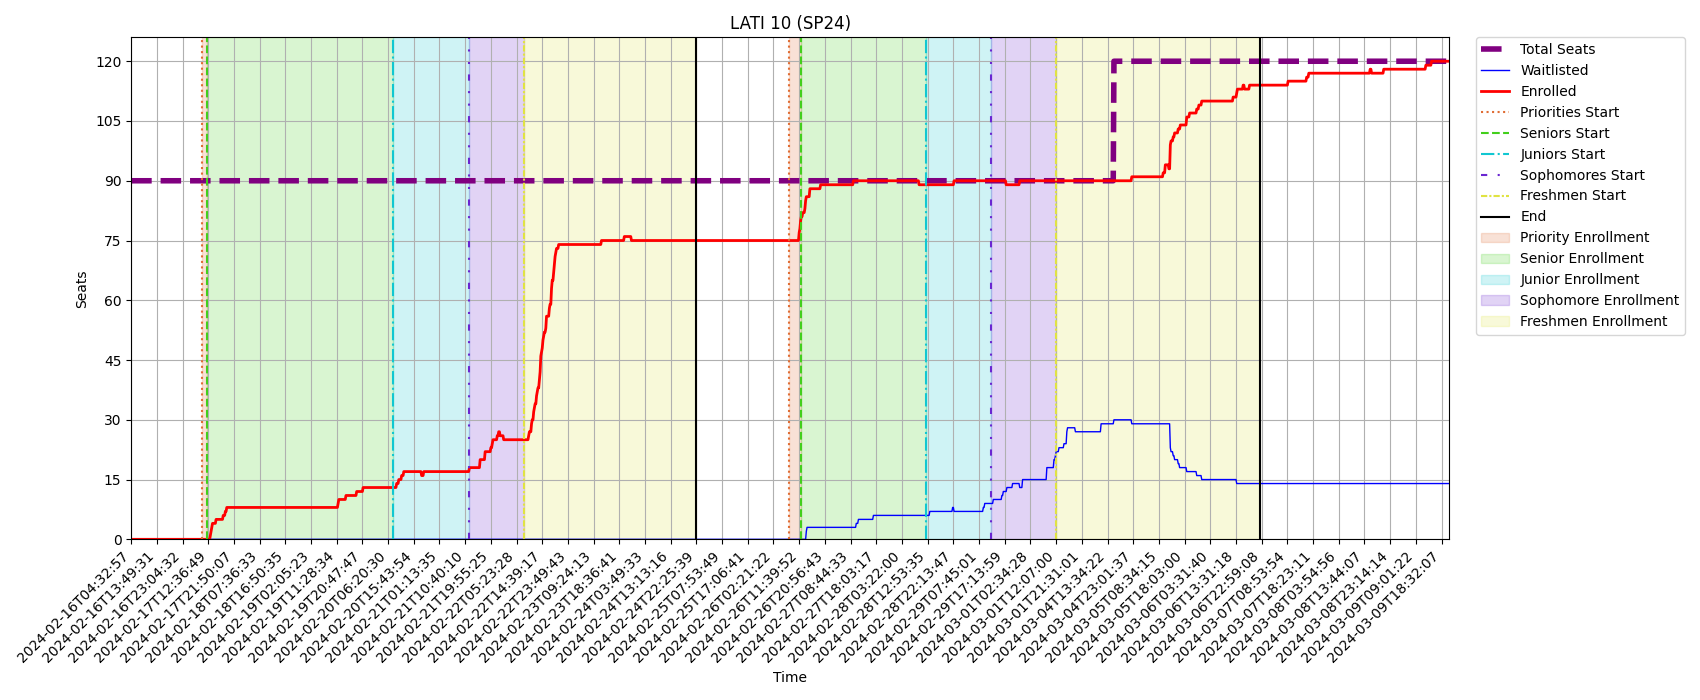 LATI 10 (SP24)
Seats
120
105
90
75
60
45
30
15
0
2024-02-16T04:32:57
2024-02-16T13:49:31
2024-02-16T23:04:32
2024-02-17T12:36:49
2024-02-17T21:50:07
2024-02-18T07:36:33
2024-02-18T16:50:35
2024-02-19T02:05:23
2024-02-19T11:28:34
2024-02-19T20:47:47
2024-02-20T06:20:30
2024-02-20T15:43:54
2024-02-21T01:13:35
2024-02-21T10:40:10
2024-02-21T19:55:25
2024-02-22T05:23:28
2024-02-22T14:39:17
2024-02-22T23:49:43
2024-02-23T09:24:13
2024-02-23T18:36:41
2024-02-24T03:49:33
2024-02-24T13:13:16
2024-02-24T22:25:39
2024-02-25T07:53:49
2024-02-25T17:06:41
2024-02-26T02:21:22
2024-02-26T11:39:52
2024-02-26T20:56:43
2024-02-27T08:44:33
2024-02-27T18:03:17
2024-02-28T03:22:00
2024-02-28T12:53:35
2024-02-28T22:13:47
2024-02-29T07:45:01
2024-02-29T17:13:59
2024-03-01T02:34:28
2024-03-01T12:07:00
2024-03-01T21:31:01
2024-03-04T13:34:22
2024-03-04T23:01:37
2024-03-05T08:34:15
2024-03-05T18:03:00
2024-03-06T03:31:40
2024-03-06T13:31:18
2024-03-06T22:59:08
2024-03-07T08:53:54
2024-03-07T18:23:11
2024-03-08T03:54:56
2024-03-08T13:44:07
2024-03-08T23:14:14
2024-03-09T09:01:22
2024-03-09T18:32:07
Time
Total Seats
Waitlisted
Enrolled
Priorities Start
Seniors Start
Juniors Start
Sophomores Start
Freshmen Start
End
Priority Enrollment
Senior Enrollment
Junior Enrollment
Sophomore Enrollment
Freshmen Enrollment